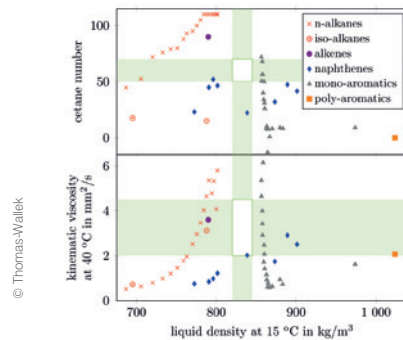 n-alkanes
iso-alkanes
alkenes
naphthenes
mono-aromatics
poly-aromatics
cetane number
100
50
0
kinematic viscosity
at 40 °C in mm²/s
6
4
2
0
700
800
900
1 000
liquid density at 15 °C in kg/m³
© Thomas-Wallek